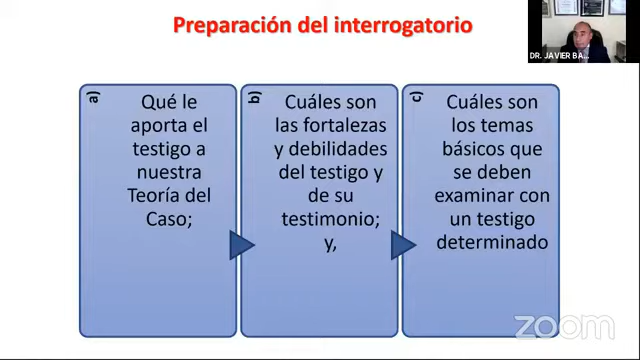 Preparación del interrogatorio
DR. JAVIER BA...
a)
Qué le
aporta el
testigo a
nuestra
Teoría del
Caso;
b)
Cuáles son
las fortalezas
y debilidades
del testigo y
de su
testimonio;
y,
c)
Cuáles son
los temas
básicos que
se deben
examinar con
un testigo
determinado
zoom